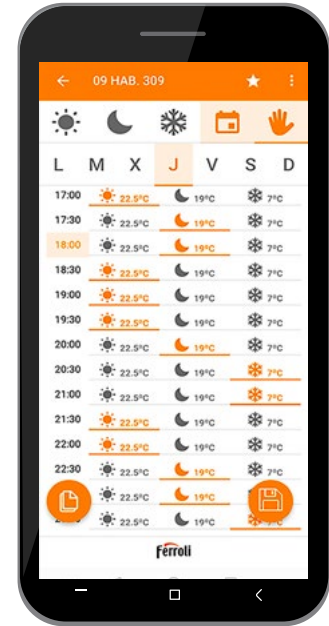 09 HAB. 309
L M X J V S D
17:00 22.5ºC 19ºC 7ºC
17:30 22.5ºC 19ºC 7ºC
18:00 22.5ºC 19ºC 7ºC
18:30 22.5ºC 19ºC 7ºC
19:00 22.5ºC 19ºC 7ºC
19:30 22.5ºC 19ºC 7ºC
20:00 22.5ºC 19ºC 7ºC
20:30 22.5ºC 19ºC 7ºC
21:00 22.5ºC 19ºC 7ºC
21:30 22.5ºC 19ºC 7ºC
22:00 22.5ºC 19ºC 7ºC
22:30 22.5ºC 19ºC 7ºC
22.5ºC 19ºC
22.5ºC 19ºC
Ferroli